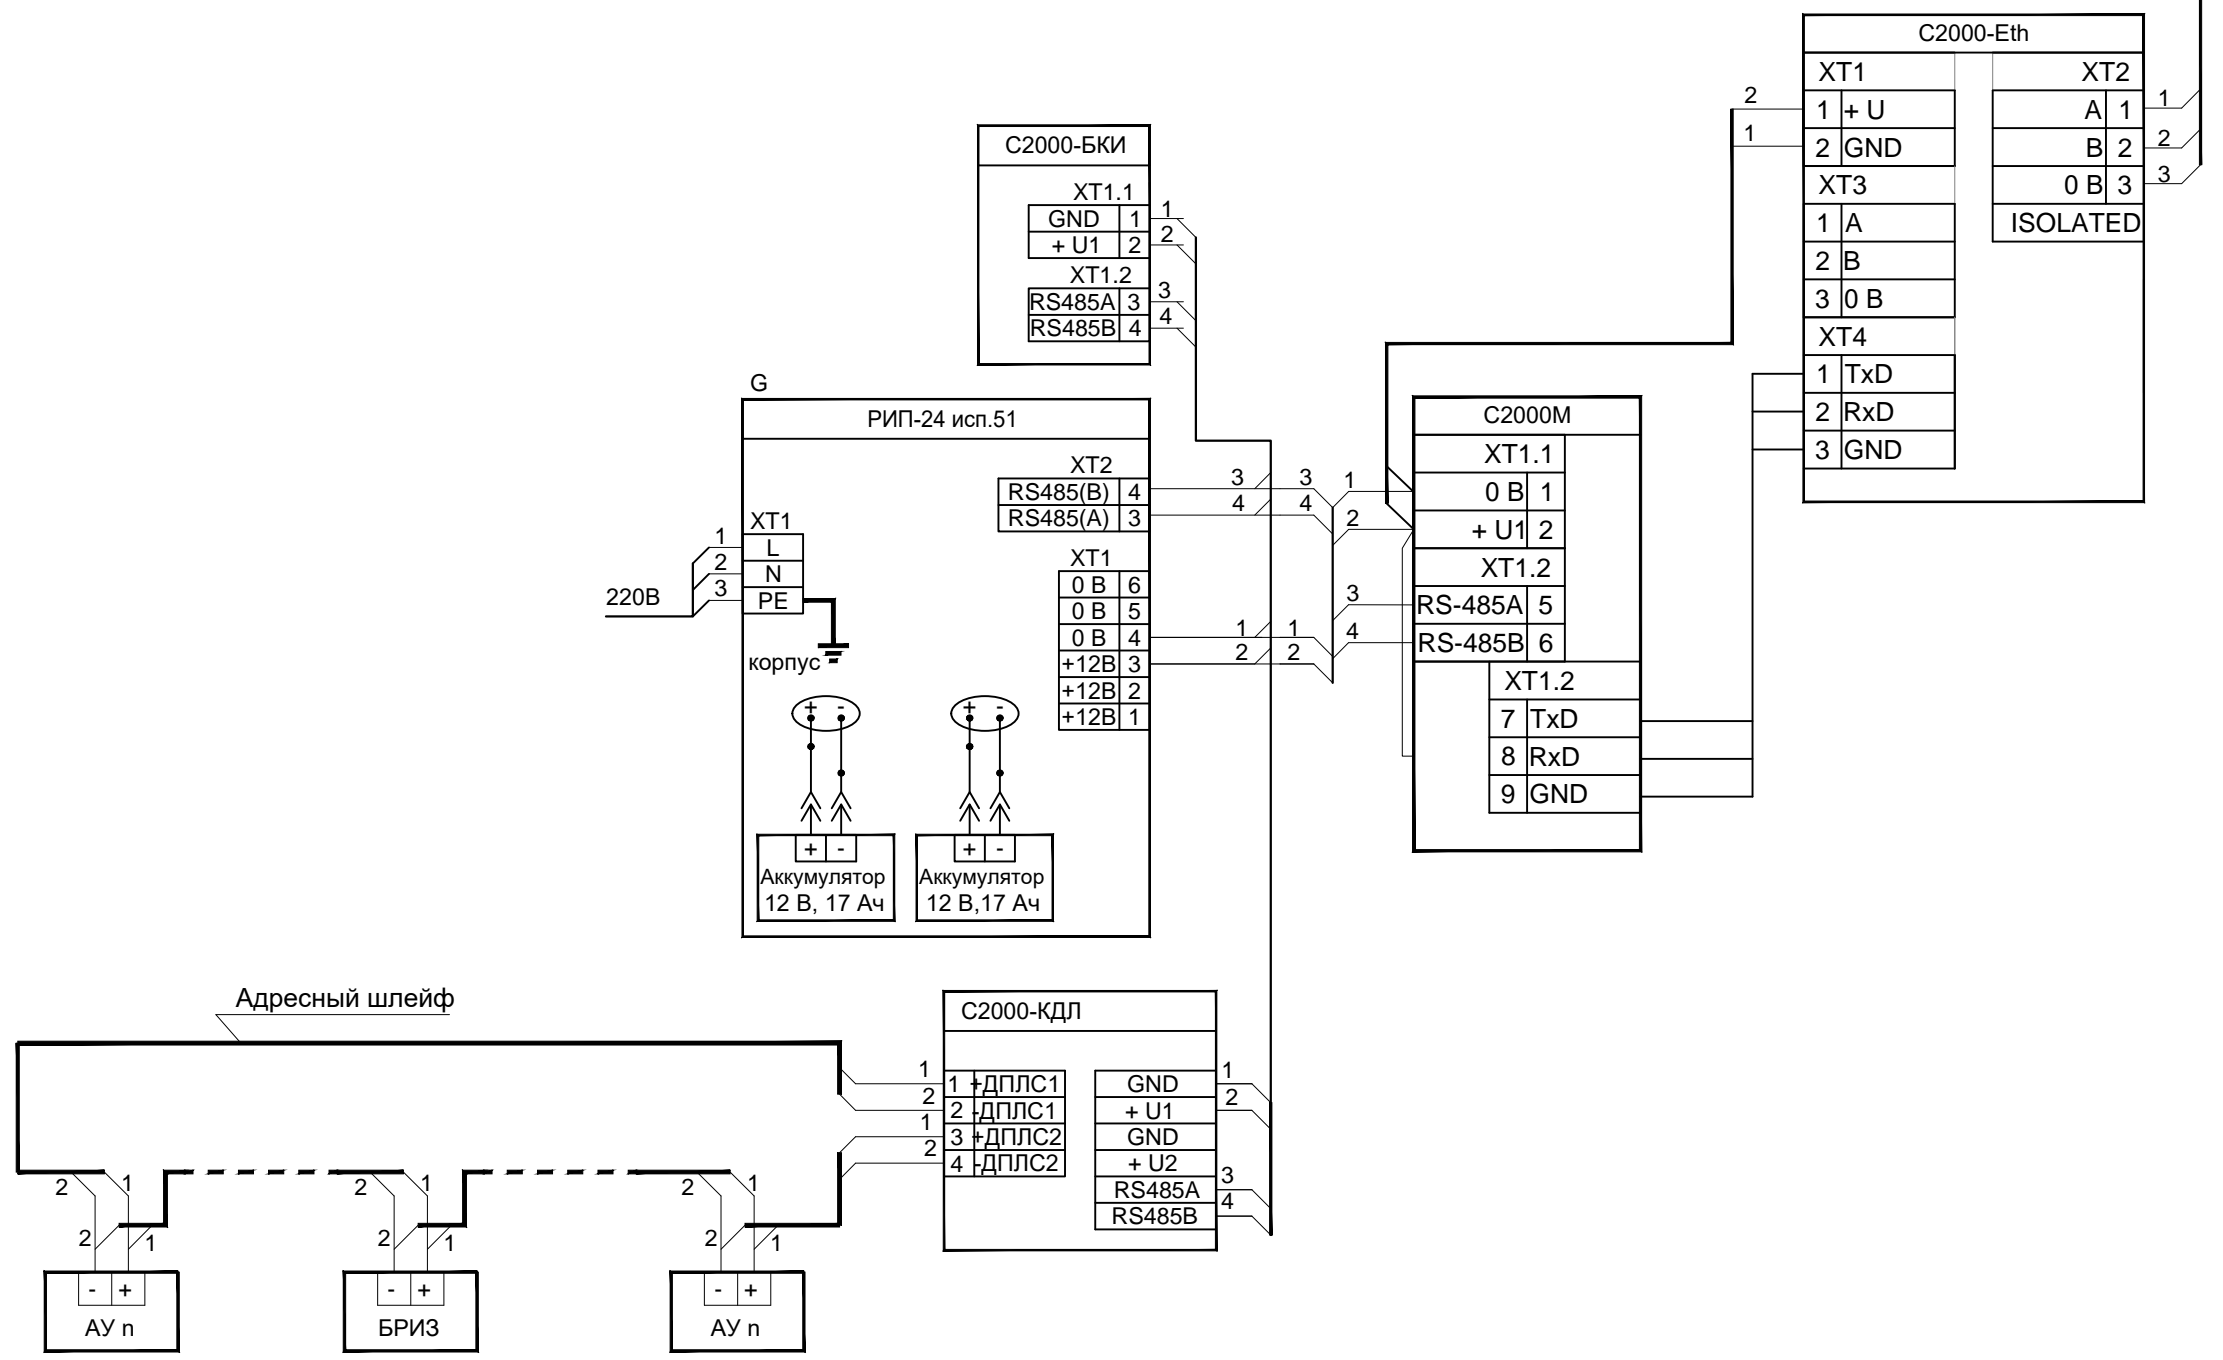 С2000-Eth
XT1
XT2
1 + U
A 1
2 GND
B 2
XT3
0 В 3
1 A
ISOLATED
2 B
3 0 В
XT4
1 TxD
2 RxD
3 GND
2
1
1
2
3
С2000-БКИ
XT1.1
GND 1
+ U1 2
XT1.2
RS485A 3
RS485B 4
1
2
3
4
G
РИП-24 исп.51
XT2
RS485(B) 4
RS485(A) 3
XT1
L
N
PE
1
2
3
220В
корпус
XT1
0 В 6
0 В 5
0 В 4
+12В 3
+12В 2
+12В 1
3 3
4 4
1 1
2 2
+ -
+ -
+ -
+ -
Аккумулятор
12 В, 17 Ач
Аккумулятор
12 В,17 Ач
С2000М
XT1.1
0 В 1
+ U1 2
XT1.2
RS-485A 5
RS-485B 6
XT1.2
7 TxD
8 RxD
9 GND
1
2
3
4
Адресный шлейф
С2000-КДЛ
1 +ДПЛС1
2 -ДПЛС1
3 +ДПЛС2
4 -ДПЛС2
GND
+ U1
GND
+ U2
RS485A
RS485B
1
2
1
2
1
2
3
4
2 1
2 1
2 1
2 1
2 1
2 1
- +
- +
- +
АУ n
БРИЗ
АУ n